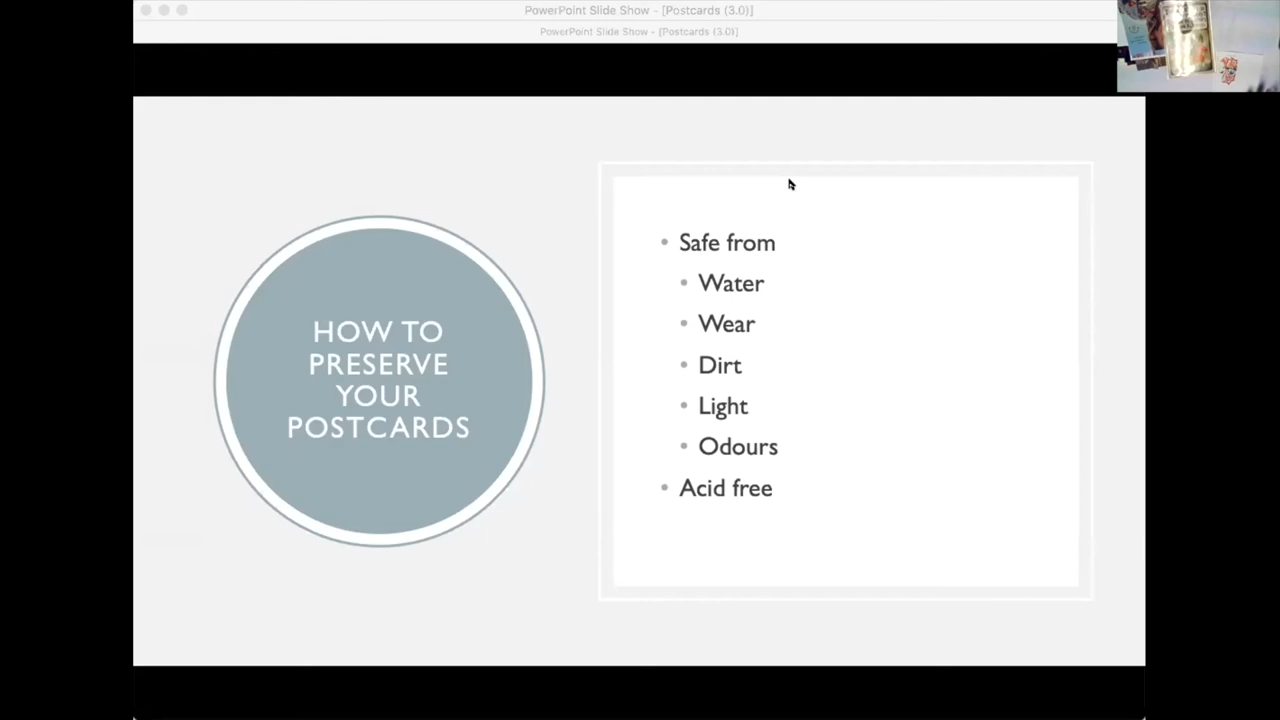 PowerPoint Slide Show - [Postcards (3.0)]
PowerPoint Slide Show - [Postcards (3.0)]
HOW TO
PRESERVE
YOUR
POSTCARDS
• Safe from
• Water
• Wear
• Dirt
• Light
• Odours
• Acid free